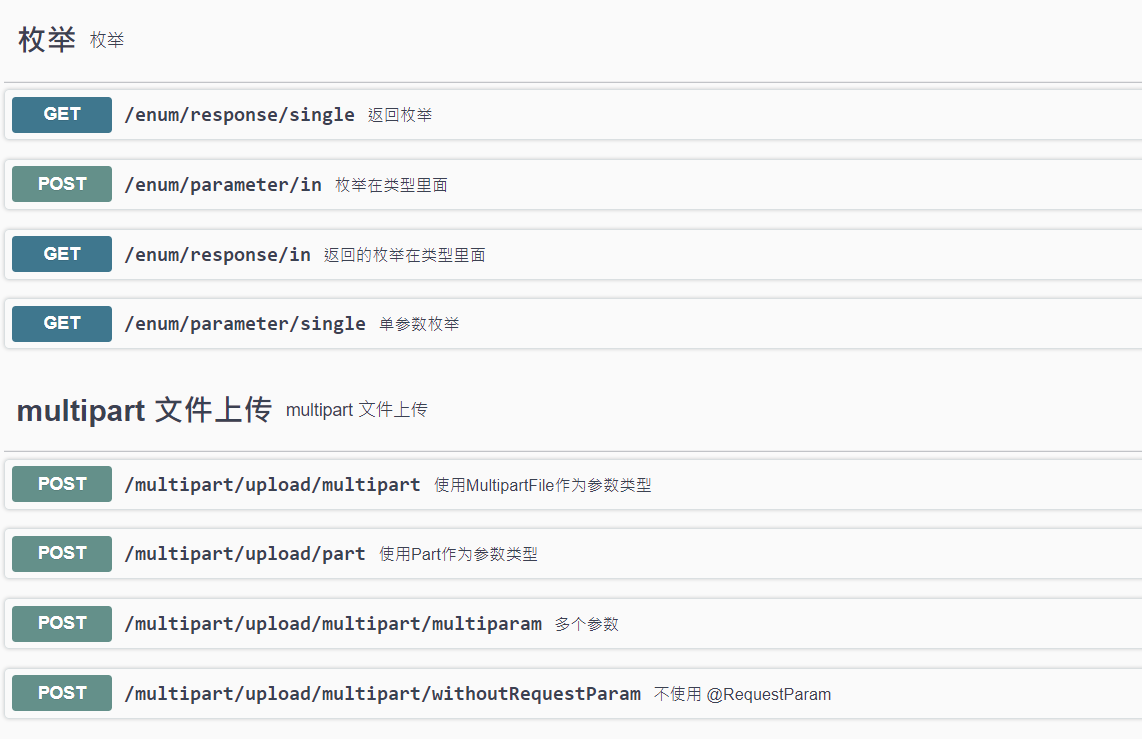 枚举 枚举
GET /enum/response/single 返回枚举
POST /enum/parameter/in 枚举在类型里面
GET /enum/response/in 返回的枚举在类型里面
GET /enum/parameter/single 单参数枚举
multipart 文件上传 multipart 文件上传
POST /multipart/upload/multipart 使用MultipartFile作为参数类型
POST /multipart/upload/part 使用Part作为参数类型
POST /multipart/upload/multipart/multiparam 多个参数
POST /multipart/upload/multipart/withoutRequestParam 不使用 @RequestParam